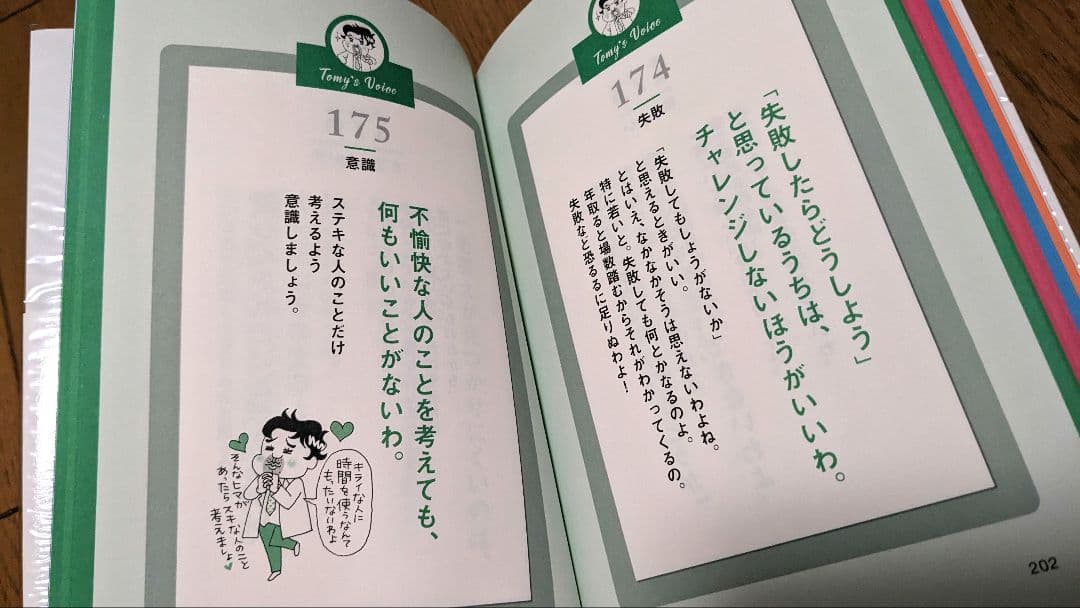 Tomy's Voice
174
失敗
「失敗したらどうしよう」
と思っているうちは、
チャレンジしないほうがいいわ。
「失敗してもしょうがないか」
と思えるときがいい。
とはいえ、なかなかそうは思えないわよね。
特に若いと。失敗しても何とかなるのよ。
年取ると場数踏むからそれがわかってくるの。
失敗など恐るるに足りぬわよ！
202
Tomy's Voice
175
意識
不愉快な人のことを考えても、
何もいいことがないわ。
ステキな人のことだけ
考えるよう
意識しましょう。
キライな人に
時間を使うなんて
もったいないわよ
そんなヒマが
あったらスキな人のこと
考えましょ